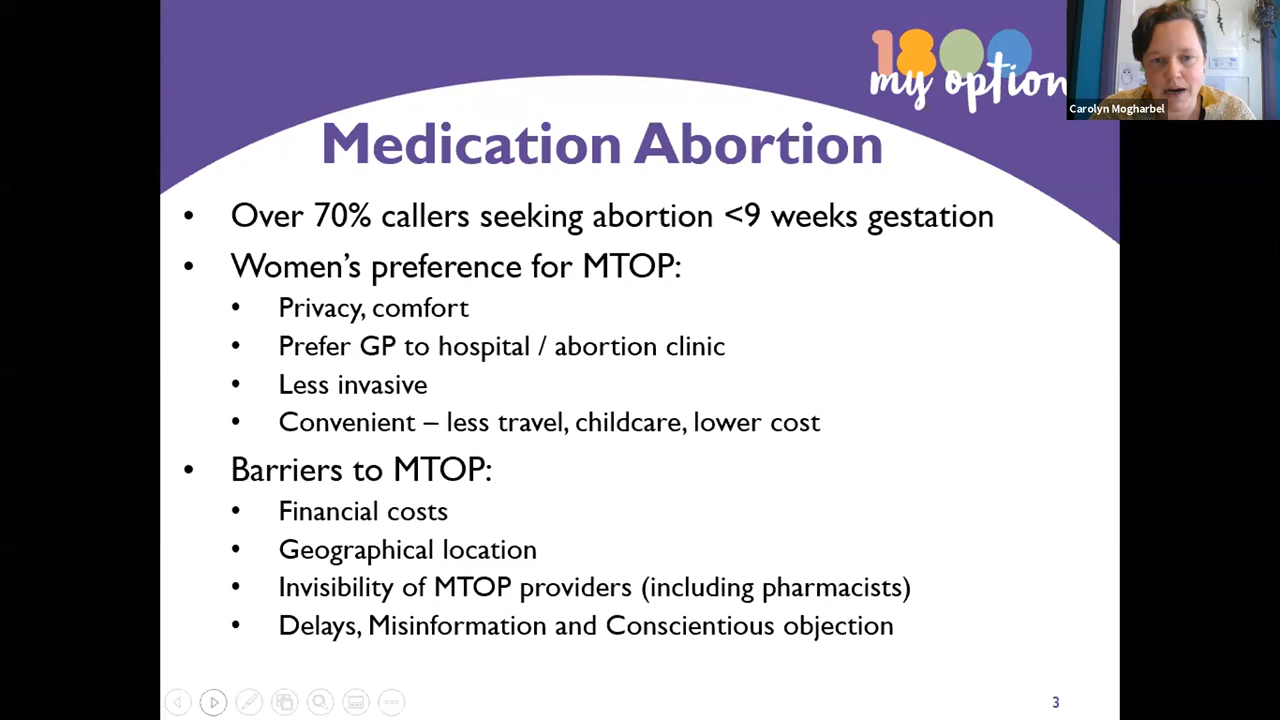 1800
my option
Carolyn Mogharbel
Medication Abortion
• Over 70% callers seeking abortion <9 weeks gestation
• Women's preference for MTOP:
• Privacy, comfort
• Prefer GP to hospital / abortion clinic
• Less invasive
• Convenient – less travel, childcare, lower cost
• Barriers to MTOP:
• Financial costs
• Geographical location
• Invisibility of MTOP providers (including pharmacists)
• Delays, Misinformation and Conscientious objection
3